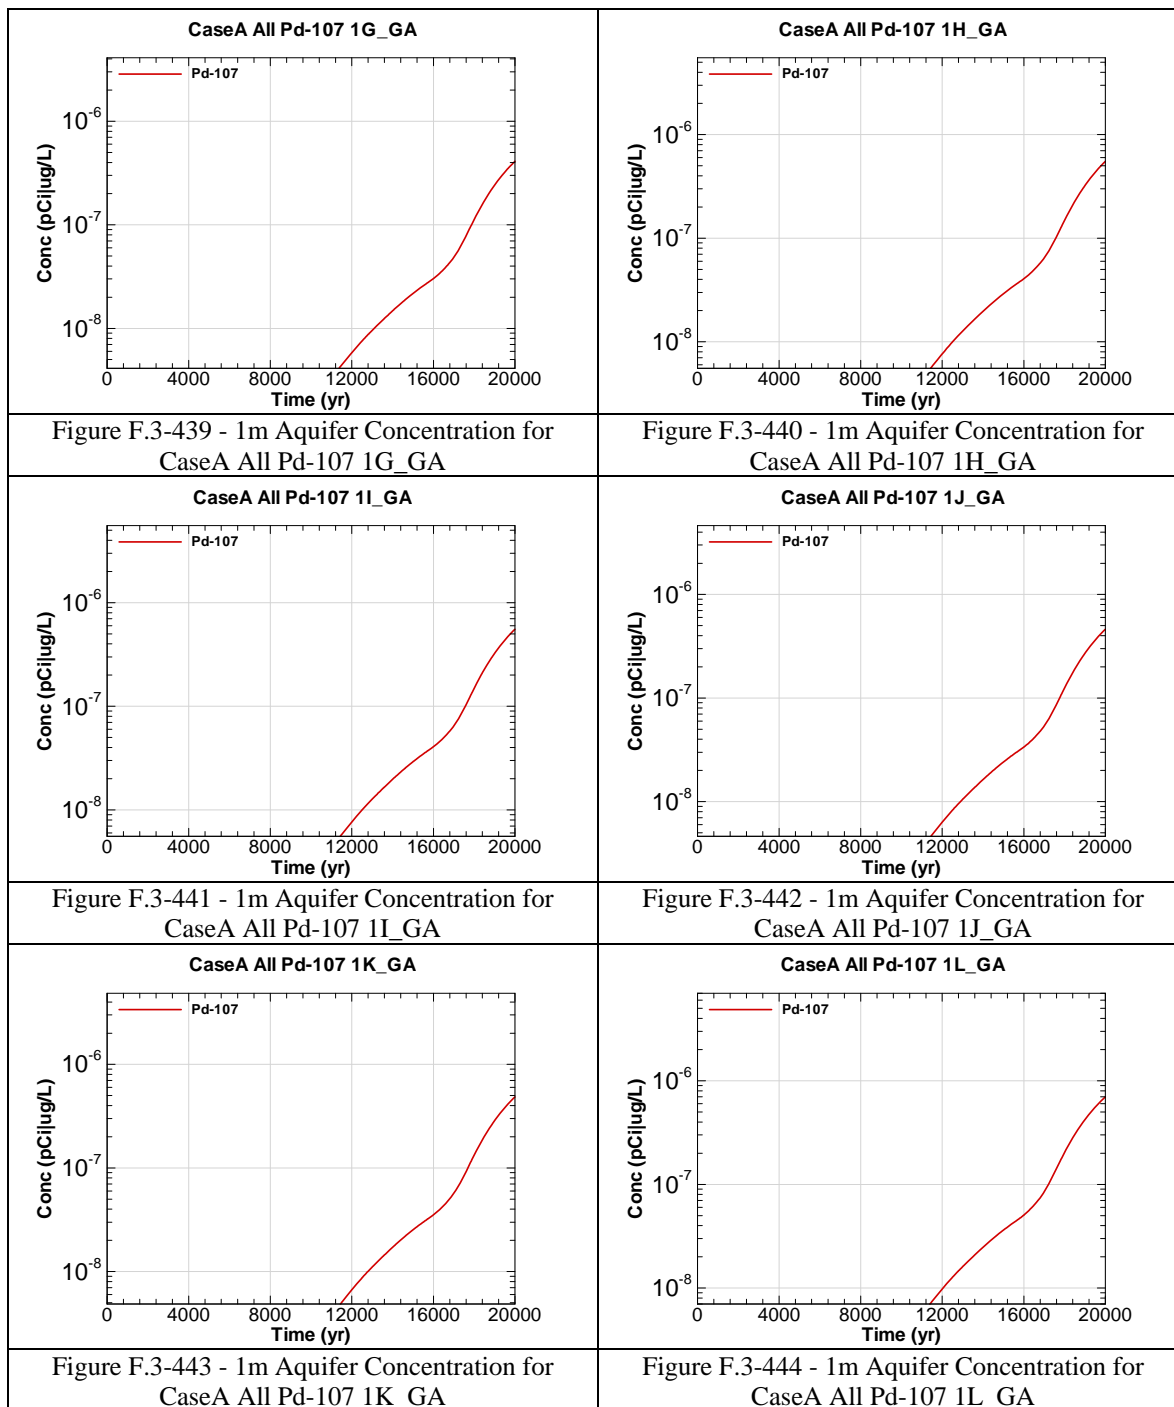 CaseA All Pd-107 1G_GA
Pd-107
10-6
10-7
10-8
Conc (pCi|ug/L)
0 4000 8000 12000 16000 20000
Time (yr)
Figure F.3-439 - 1m Aquifer Concentration for
CaseA All Pd-107 1G_GA
CaseA All Pd-107 1H_GA
Pd-107
10-6
10-7
10-8
Conc (pCi|ug/L)
0 4000 8000 12000 16000 20000
Time (yr)
Figure F.3-440 - 1m Aquifer Concentration for
CaseA All Pd-107 1H_GA
CaseA All Pd-107 1I_GA
Pd-107
10-6
10-7
10-8
Conc (pCi|ug/L)
0 4000 8000 12000 16000 20000
Time (yr)
Figure F.3-441 - 1m Aquifer Concentration for
CaseA All Pd-107 1I_GA
CaseA All Pd-107 1J_GA
Pd-107
10-6
10-7
10-8
Conc (pCi|ug/L)
0 4000 8000 12000 16000 20000
Time (yr)
Figure F.3-442 - 1m Aquifer Concentration for
CaseA All Pd-107 1J_GA
CaseA All Pd-107 1K_GA
Pd-107
10-6
10-7
10-8
Conc (pCi|ug/L)
0 4000 8000 12000 16000 20000
Time (yr)
Figure F.3-443 - 1m Aquifer Concentration for
CaseA All Pd-107 1K_GA
CaseA All Pd-107 1L_GA
Pd-107
10-6
10-7
10-8
Conc (pCi|ug/L)
0 4000 8000 12000 16000 20000
Time (yr)
Figure F.3-444 - 1m Aquifer Concentration for
CaseA All Pd-107 1L_GA